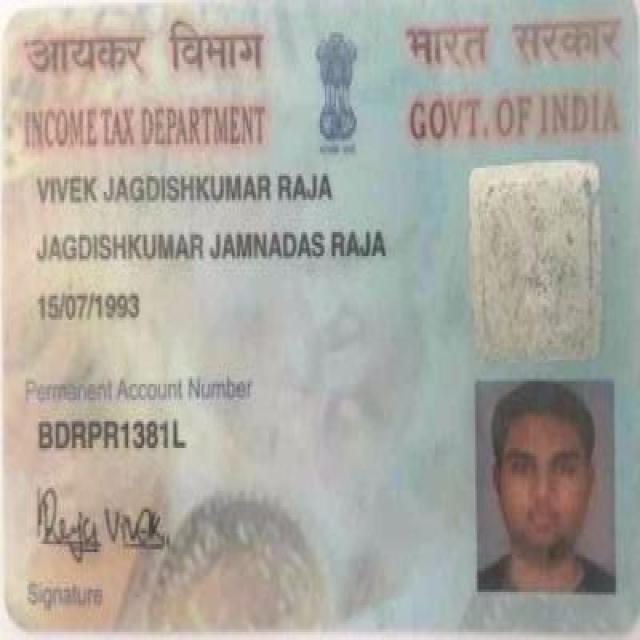 आयकर विभाग
भारत सरकार
INCOME TAX DEPARTMENT
GOVT. OF INDIA
VIVEK JAGDISHKUMAR RAJA
JAGDISHKUMAR JAMNADAS RAJA
15/07/1993
Permanent Account Number
BDRPR1381L
Raja Vivek.
Signature